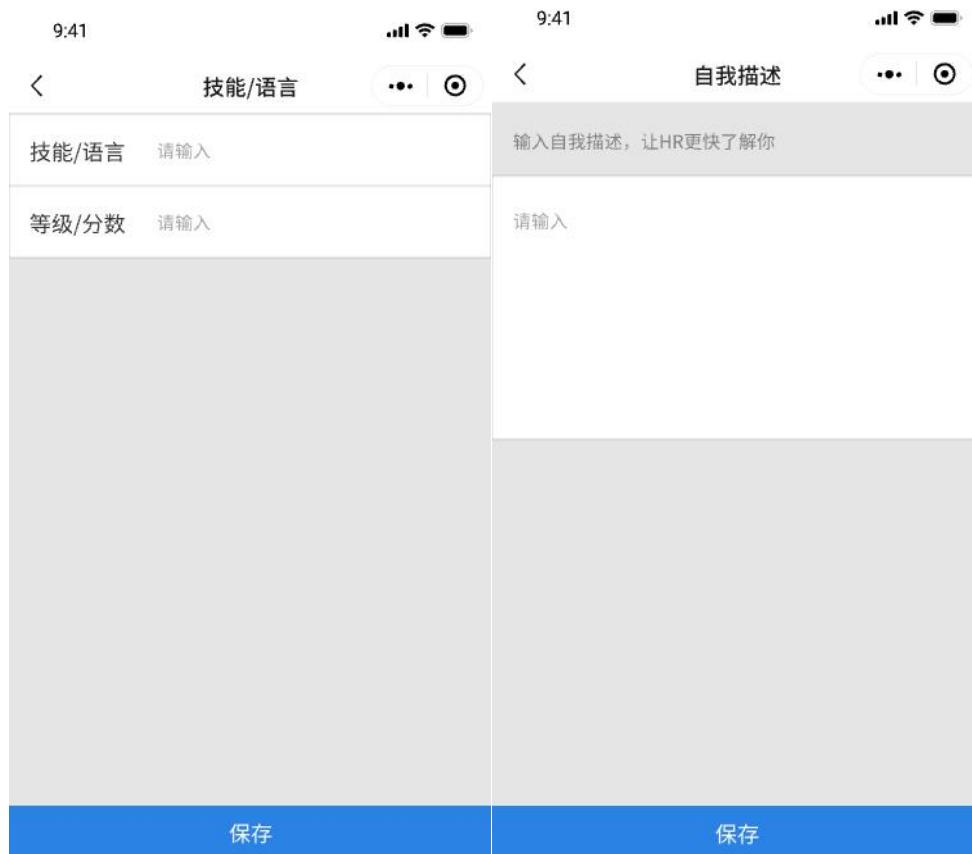 9:41
技能/语言
技能/语言 请输入
等级/分数 请输入
保存
9:41
自我描述
输入自我描述，让HR更快了解你
请输入
保存